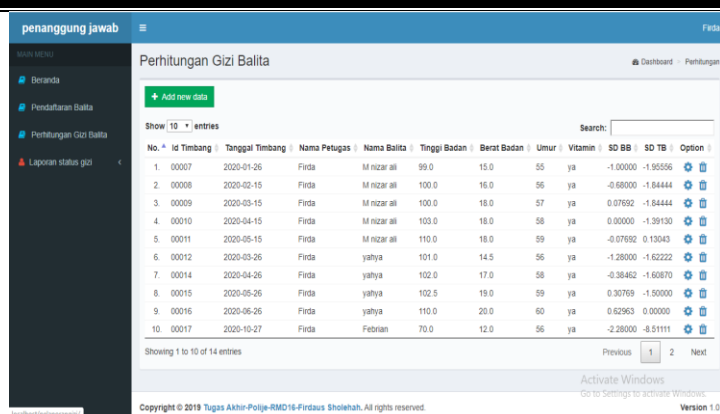 penanggung jawab
Firda
MAIN MENU
Beranda
Pendaftaran Balita
Perhitungan Gizi Balita
Laporan status gizi
Perhitungan Gizi Balita
Dashboard > Perhitungan
+ Add new data
Show 10 entries
Search:
No. Id Timbang Tanggal Timbang Nama Petugas Nama Balita Tinggi Badan Berat Badan Umur Vitamin SD BB SD TB Option
1. 00007 2020-01-26 Firda M nizar ali 99.0 15.0 55 ya -1.00000 -1.95556
2. 00008 2020-02-15 Firda M nizar ali 100.0 16.0 56 ya -0.68000 -1.84444
3. 00009 2020-03-15 Firda M nizar ali 100.0 18.0 57 ya 0.07692 -1.84444
4. 00010 2020-04-15 Firda M nizar ali 103.0 18.0 58 ya 0.00000 -1.39130
5. 00011 2020-05-15 Firda M nizar ali 110.0 18.0 59 ya -0.07692 0.13043
6. 00012 2020-03-26 Firda yahya 101.0 14.5 56 ya -1.28000 -1.62222
7. 00014 2020-04-26 Firda yahya 102.0 17.0 58 ya -0.38462 -1.60870
8. 00015 2020-05-26 Firda yahya 102.5 19.0 59 ya 0.30769 -1.50000
9. 00016 2020-06-26 Firda yahya 110.0 20.0 60 ya 0.62963 0.00000
10. 00017 2020-10-27 Firda Febrian 70.0 12.0 56 ya -2.28000 -8.51111
Showing 1 to 10 of 14 entries
Previous 1 2 Next
Activate Windows
Go to Settings to activate Windows.
Copyright © 2019 Tugas Akhir-Polije-RMD16-Firdaus Sholehah. All rights reserved.
Version 1.0